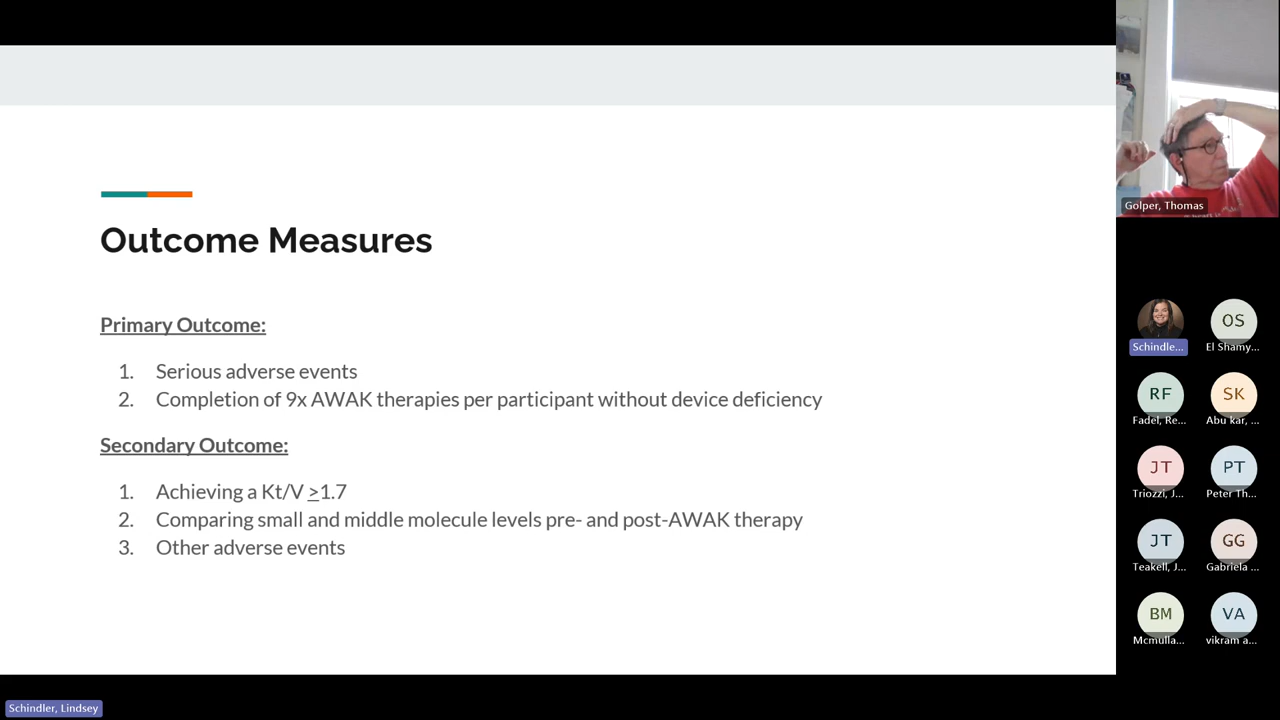 Outcome Measures
Primary Outcome:
1. Serious adverse events
2. Completion of 9x AWAK therapies per participant without device deficiency
Secondary Outcome:
1. Achieving a Kt/V >1.7
2. Comparing small and middle molecule levels pre- and post-AWAK therapy
3. Other adverse events
Golper, Thomas
Schindle...
OS
El Shamy...
RF
Fadel, Re...
SK
Abu kar, ...
JT
Triozzi, J...
PT
Peter Th...
JT
Teakell, J...
GG
Gabriela ...
BM
Mcmulla...
VA
vikram a...
Schindler, Lindsey